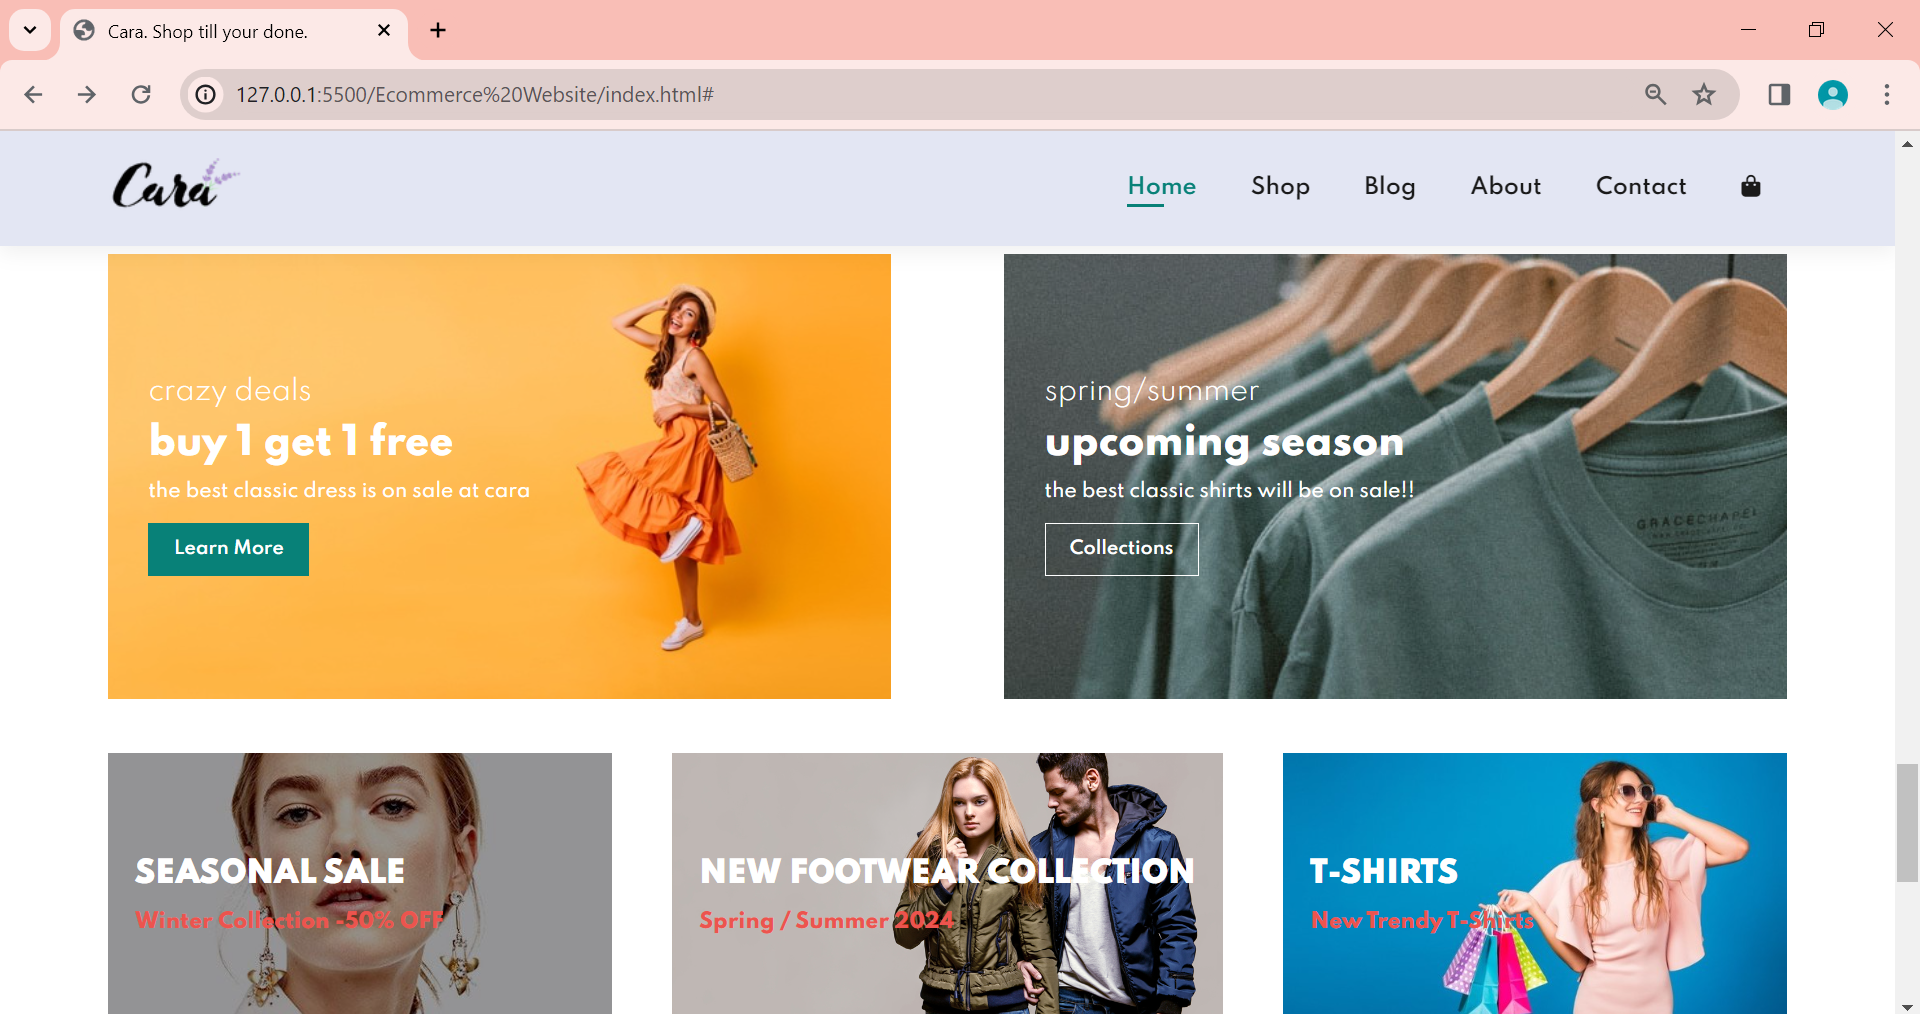 Cara. Shop till your done.
127.0.0.1:5500/Ecommerce%20Website/index.html#
Cara
Home
Shop
Blog
About
Contact
crazy deals
buy 1 get 1 free
the best classic dress is on sale at cara
Learn More
spring/summer
upcoming season
the best classic shirts will be on sale!!
Collections
GRACECHAPEL
SEASONAL SALE
Winter Collection -50% OFF
NEW FOOTWEAR COLLECTION
Spring / Summer 2024
T-SHIRTS
New Trendy T-Shirts